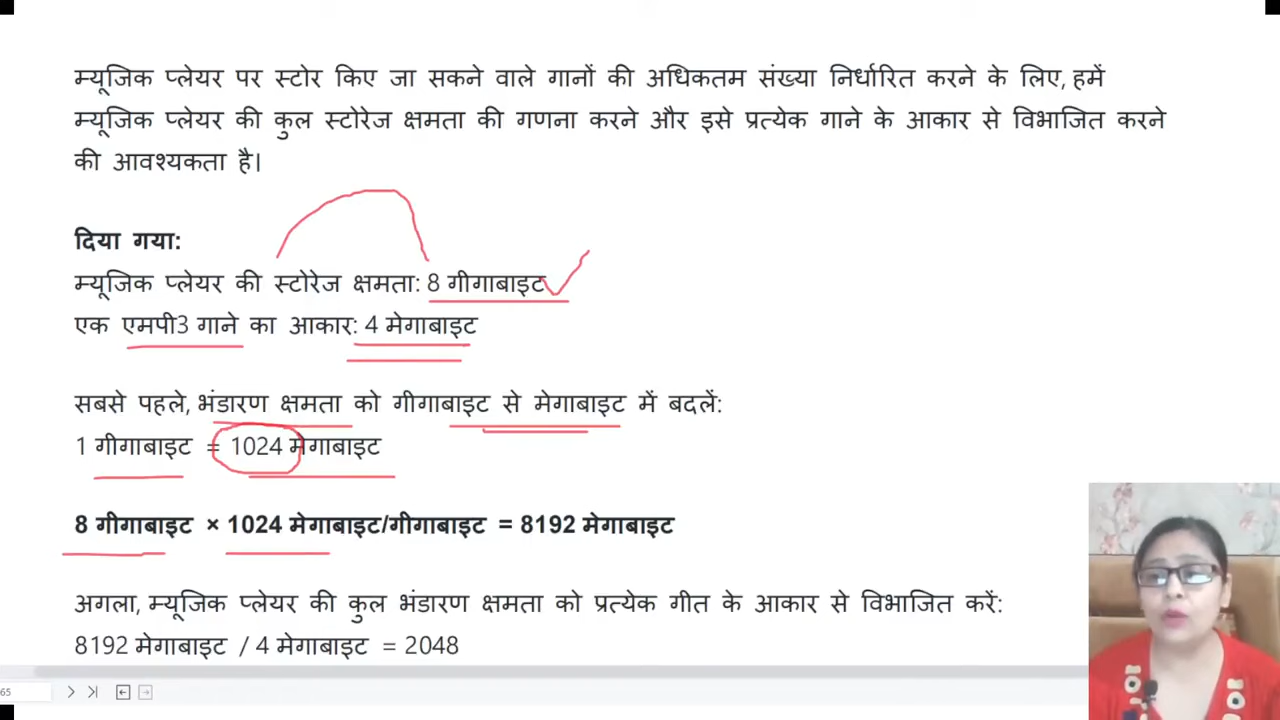 म्यूजिक प्लेयर पर स्टोर किए जा सकने वाले गानों की अधिकतम संख्या निर्धारित करने के लिए, हमें
म्यूजिक प्लेयर की कुल स्टोरेज क्षमता की गणना करने और इसे प्रत्येक गाने के आकार से विभाजित करने
की आवश्यकता है।
दिया गया:
म्यूजिक प्लेयर की स्टोरेज क्षमता: 8 गीगाबाइट
एक एमपी3 गाने का आकार: 4 मेगाबाइट
सबसे पहले, भंडारण क्षमता को गीगाबाइट से मेगाबाइट में बदलें:
1 गीगाबाइट = 1024 मेगाबाइट
8 गीगाबाइट × 1024 मेगाबाइट/गीगाबाइट = 8192 मेगाबाइट
अगला, म्यूजिक प्लेयर की कुल भंडारण क्षमता को प्रत्येक गीत के आकार से विभाजित करें:
8192 मेगाबाइट / 4 मेगाबाइट = 2048
65